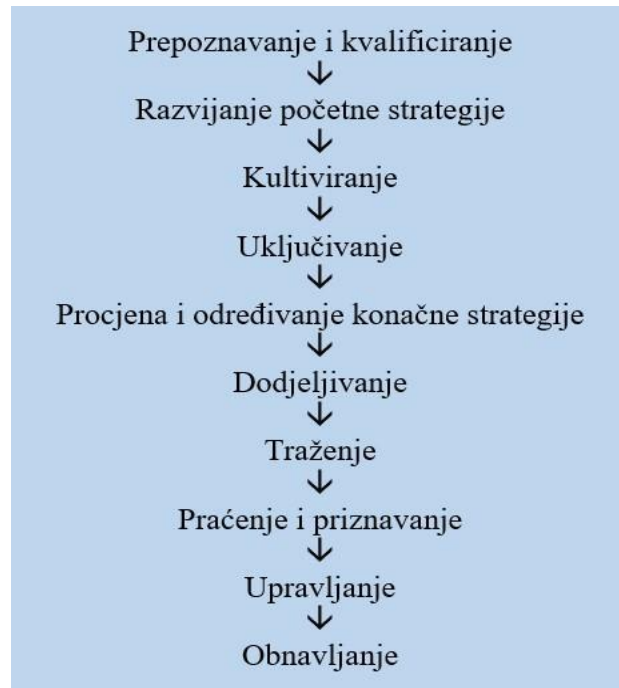 Prepoznavanje i kvalificiranje
↓
Razvijanje početne strategije
↓
Kultiviranje
↓
Uključivanje
↓
Procjena i određivanje konačne strategije
↓
Dodjeljivanje
↓
Traženje
↓
Praćenje i priznavanje
↓
Upravljanje
↓
Obnavljanje